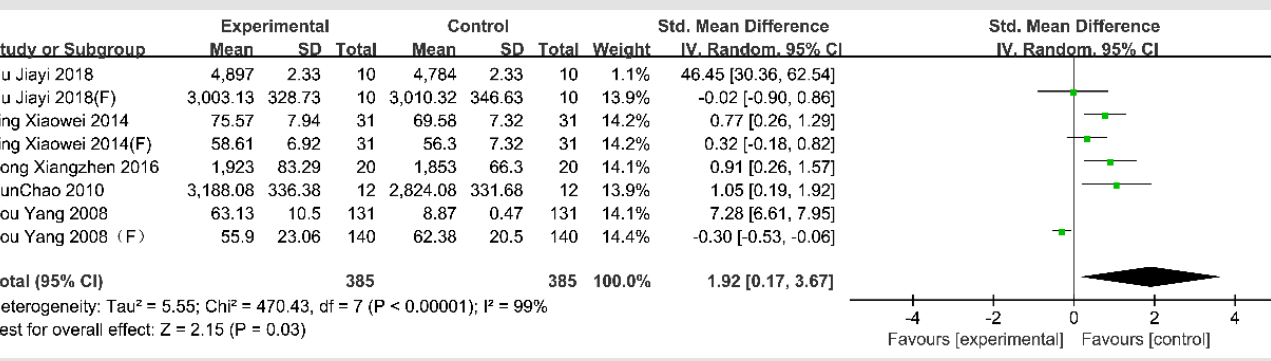 Experimental Control Std. Mean Difference Std. Mean Difference
tudy or Subgroup Mean SD Total Mean SD Total Weight IV, Random, 95% CI IV, Random, 95% CI
u Jiayi 2018 4,897 2.33 10 4,784 2.33 10 1.1% 46.45 [30.36, 62.54]
u Jiayi 2018(F) 3,003.13 328.73 10 3,010.32 346.63 10 13.9% -0.02 [-0.90, 0.86]
ing Xiaowei 2014 75.57 7.94 31 69.58 7.32 31 14.2% 0.77 [0.26, 1.29]
ing Xiaowei 2014(F) 58.61 6.92 31 56.3 7.32 31 14.2% 0.32 [-0.18, 0.82]
ong Xiangzhen 2016 1,923 83.29 20 1,853 66.3 20 14.1% 0.91 [0.26, 1.57]
unChao 2010 3,188.08 336.38 12 2,824.08 331.68 12 13.9% 1.05 [0.19, 1.92]
ou Yang 2008 63.13 10.5 131 8.87 0.47 131 14.1% 7.28 [6.61, 7.95]
ou Yang 2008（F） 55.9 23.06 140 62.38 20.5 140 14.4% -0.30 [-0.53, -0.06]
otal (95% CI) 385 385 100.0% 1.92 [0.17, 3.67]
eterogeneity: Tau² = 5.55; Chi² = 470.43, df = 7 (P < 0.00001); I² = 99%
est for overall effect: Z = 2.15 (P = 0.03)
-4 -2 0 2 4
Favours [experimental] Favours [control]